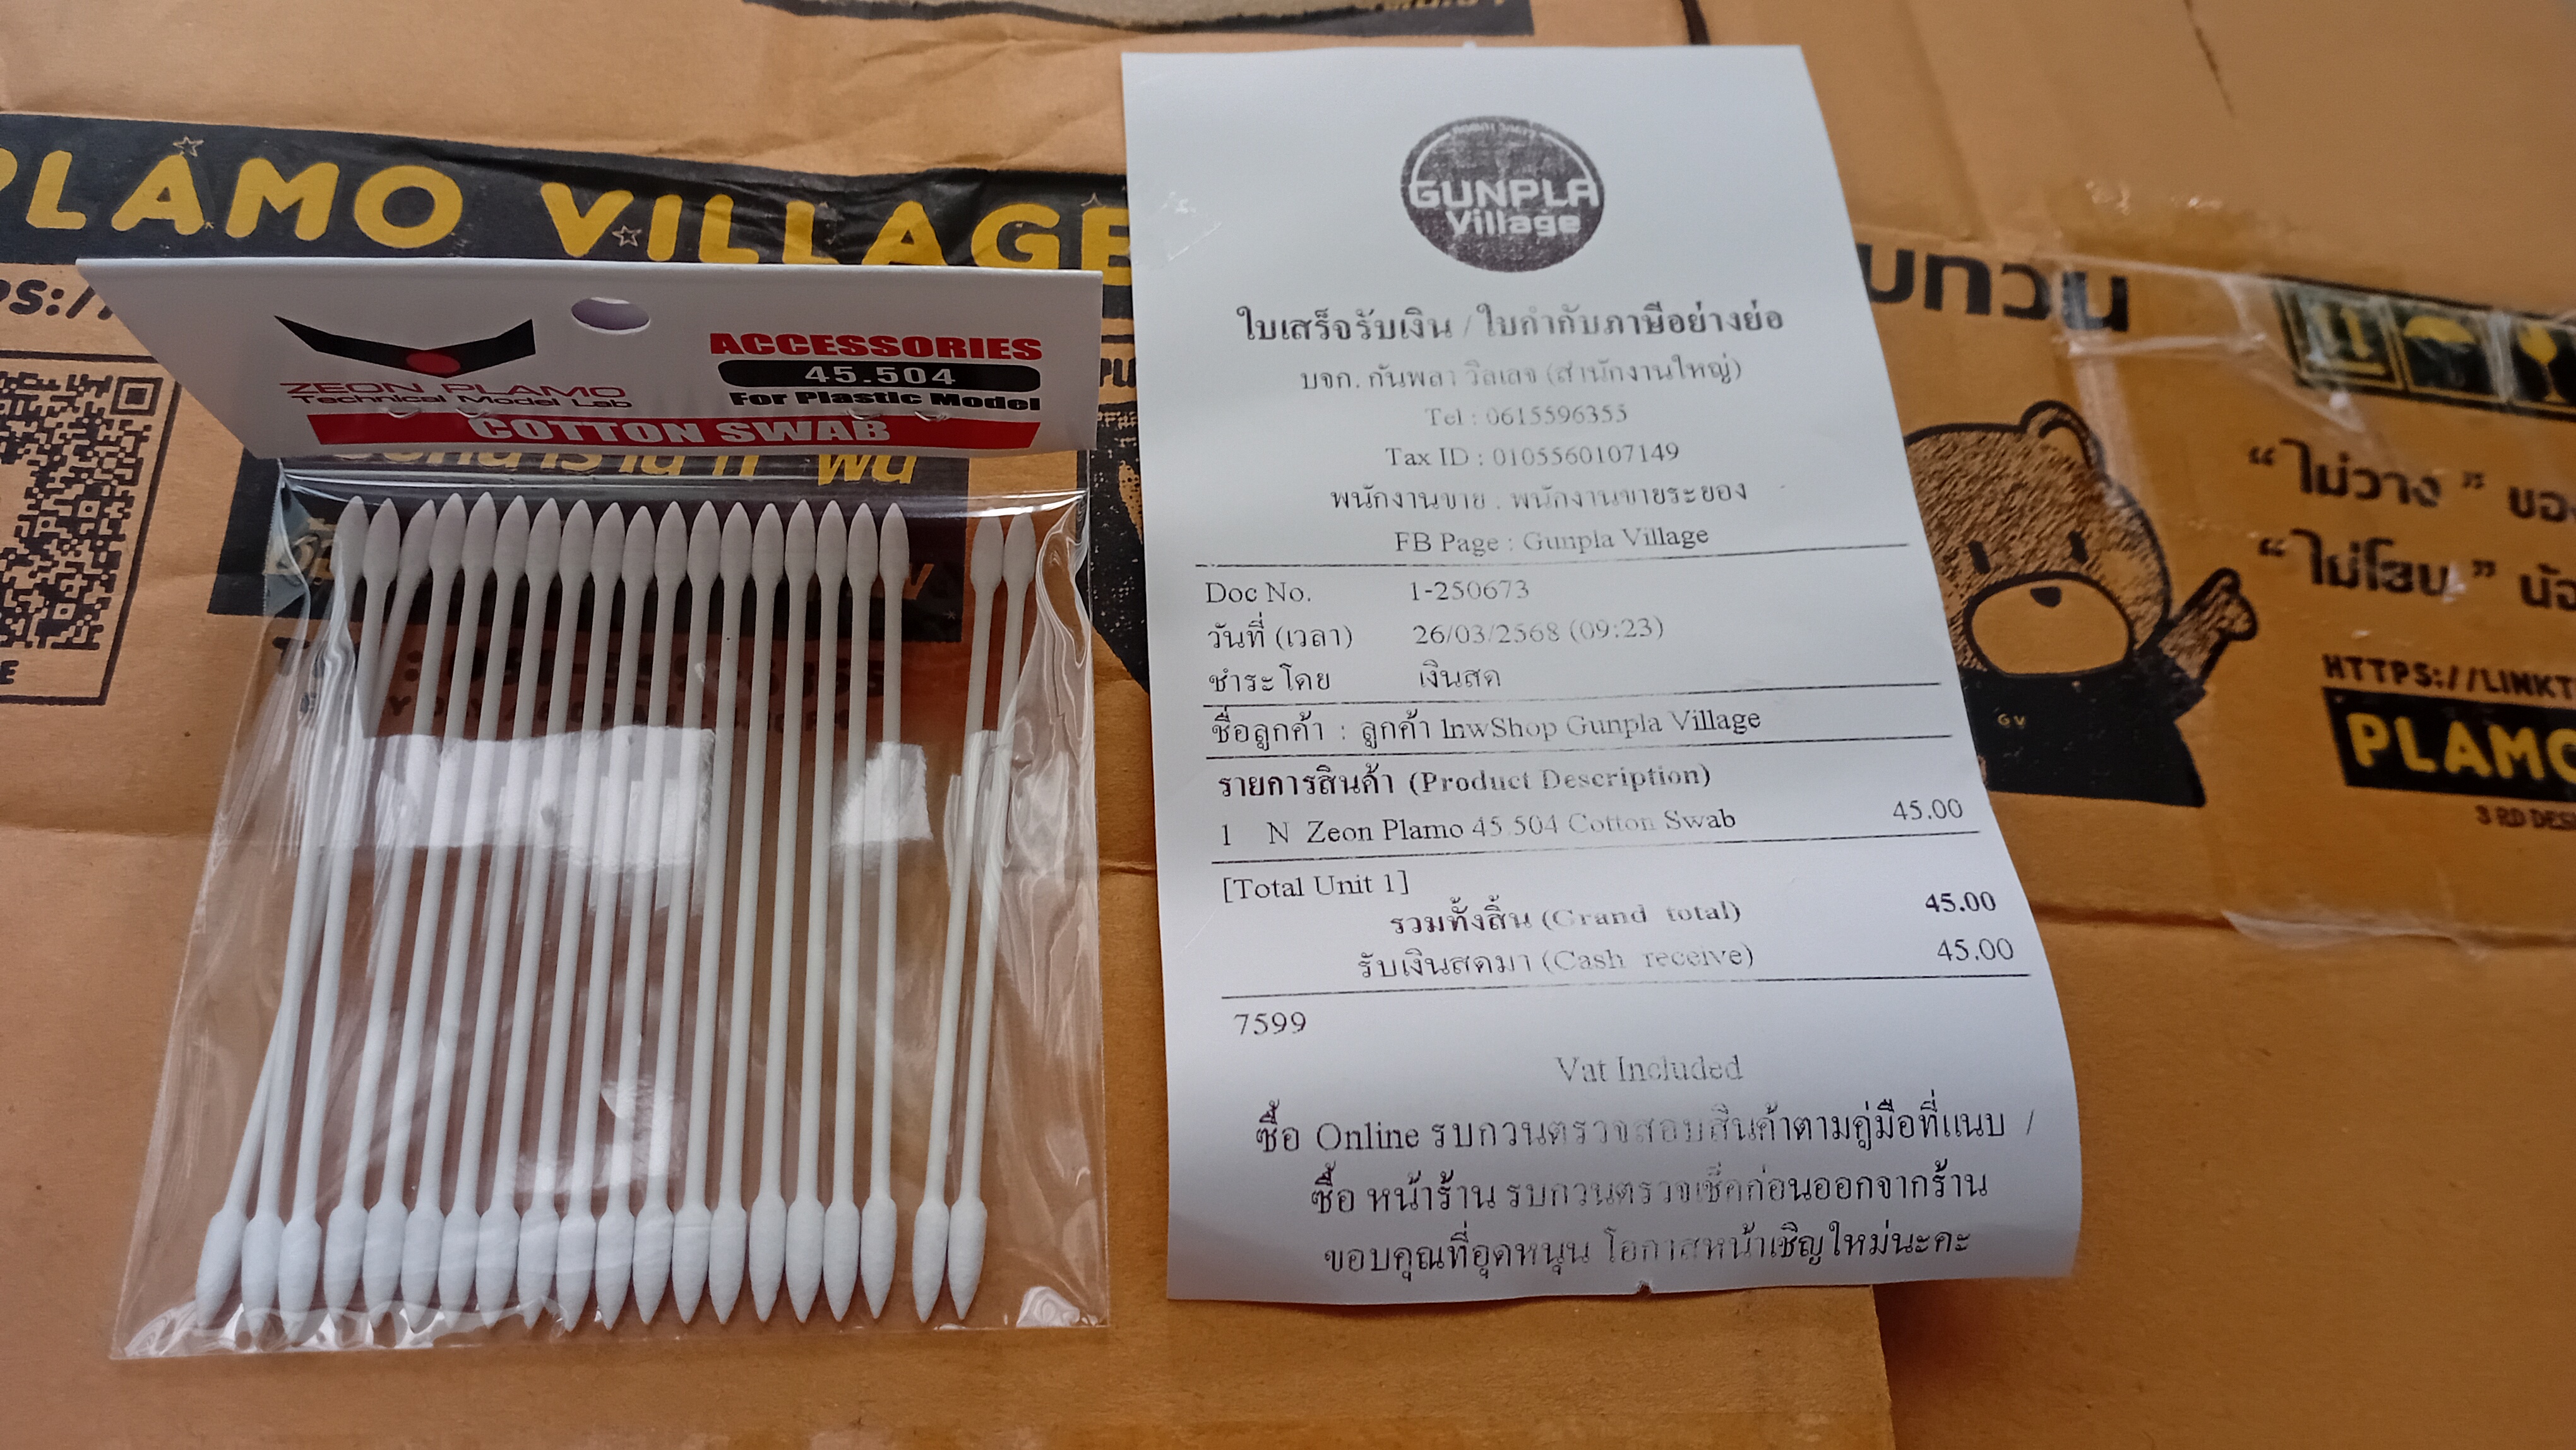 PLAMO VILLAGE
ZEON PLAMO
Technical Model Lab
ACCESSORIES
45.504
For Plastic Model
COTTON SWAB
GUNPLA
Village
ใบเสร็จรับเงิน / ใบกำกับภาษีอย่างย่อ
บจก. กันพลา วิลเลจ (สำนักงานใหญ่)
Tel : 0615596355
Tax ID : 0105560107149
พนักงานขาย : พนักงานขายระยอง
FB Page : Gunpla Village
Doc No. 1-250673
วันที่ (เวลา) 26/03/2568 (09:23)
ชำระโดย เงินสด
ชื่อลูกค้า : ลูกค้า lnwShop Gunpla Village
รายการสินค้า (Product Description)
1 N Zeon Plamo 45.504 Cotton Swab 45.00
[Total Unit 1]
รวมทั้งสิ้น (Grand total) 45.00
รับเงินสดมา (Cash receive) 45.00
7599
Vat Included
ซื้อ Online รบกวนตรวจสอบสินค้าตามคู่มือที่แนบ /
ซื้อ หน้าร้าน รบกวนตรวจเช็คก่อนออกจากร้าน
ขอบคุณที่อุดหนุน โอกาสหน้าเชิญใหม่นะคะ
บกวน
“ไม่วาง”
“ไม่โยน”
GV
HTTPS://LINKT
PLAMO
3 RD DES